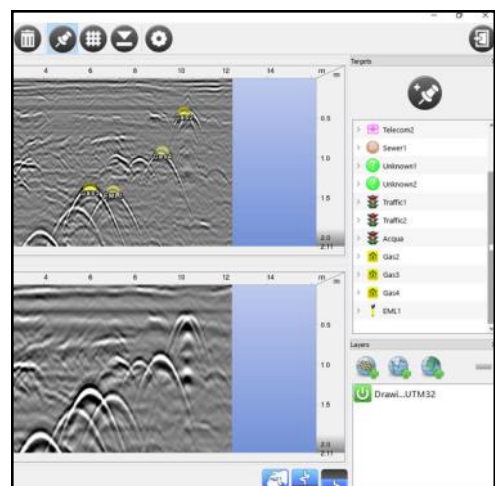 Targets
4 6 8 10 12 14 m
m
0.5
1.0
1.5
2.0
2.11
Telecom2
Sewer1
Unknown1
Unknown2
Traffic1
Traffic2
Acqua
Gas2
Gas3
Gas4
EML1
4 6 8 10 12 14 m
m
0.5
1.0
1.5
2.0
2.11
Layers
Drawi...UTM32